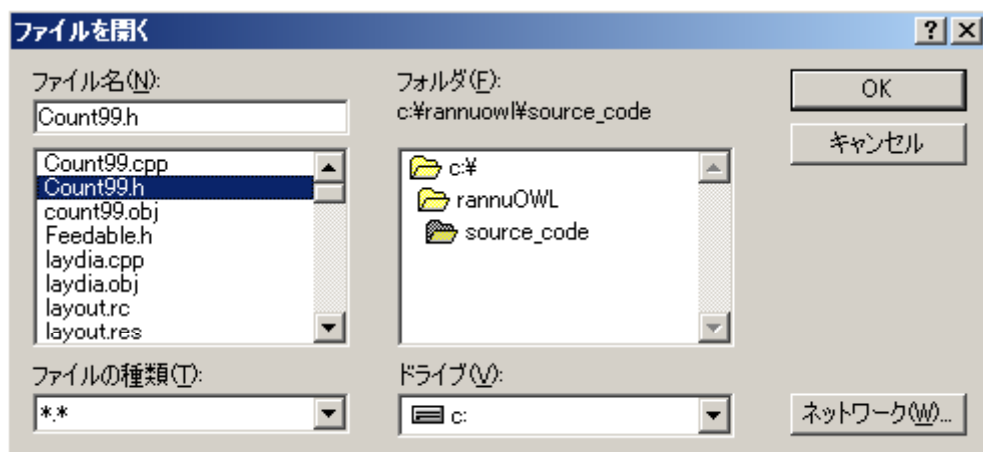 ファイルを開く
ファイル名(N):
Count99.h
Count99.cpp
Count99.h
count99.obj
Feedable.h
laydia.cpp
laydia.obj
layout.rc
layout.res
ファイルの種類(T):
*.*
フォルダ(F):
c:¥rannuowl¥source_code
c:¥
rannuOWL
source_code
ドライブ(V):
c:
OK
キャンセル
ネットワーク(W)...